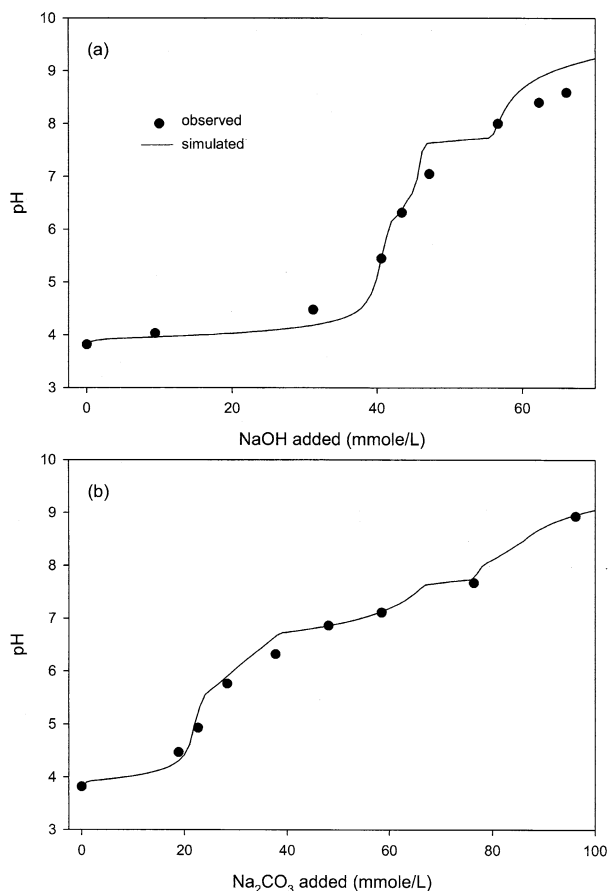 10
(a)
9
observed
8
simulated
7
pH
6
5
4
3
0 20 40 60
NaOH added (mmole/L)
10
(b)
9
8
7
pH
6
5
4
3
0 20 40 60 80 100
Na₂CO₃ added (mmole/L)